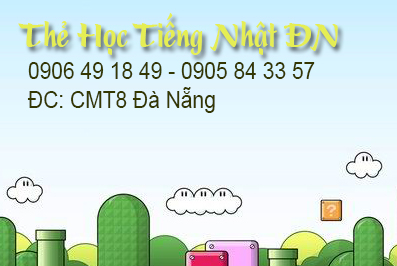 Thẻ Học Tiếng Nhật ĐN
0906 49 18 49 - 0905 84 33 57
ĐC: CMT8 Đà Nẵng
?